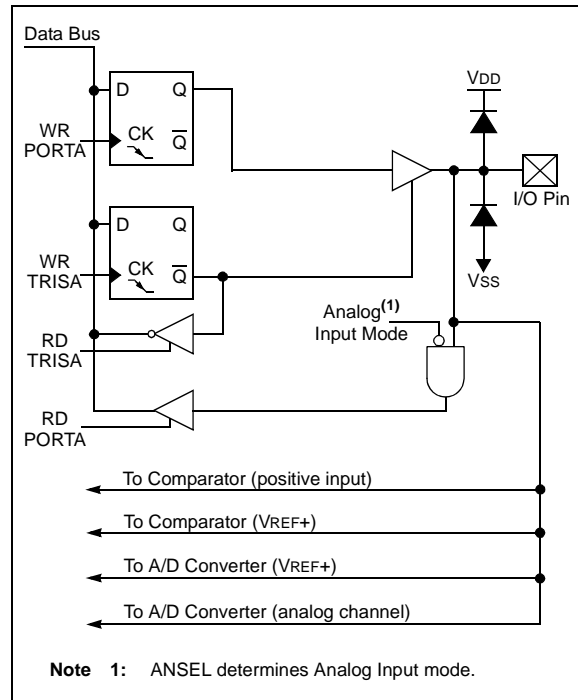 Data Bus
D Q
CK Q
WR
PORTA
VDD
I/O Pin
VSS
D Q
CK Q
WR
TRISA
Analog(1)
Input Mode
RD
TRISA
RD
PORTA
To Comparator (positive input)
To Comparator (VREF+)
To A/D Converter (VREF+)
To A/D Converter (analog channel)
Note 1: ANSEL determines Analog Input mode.